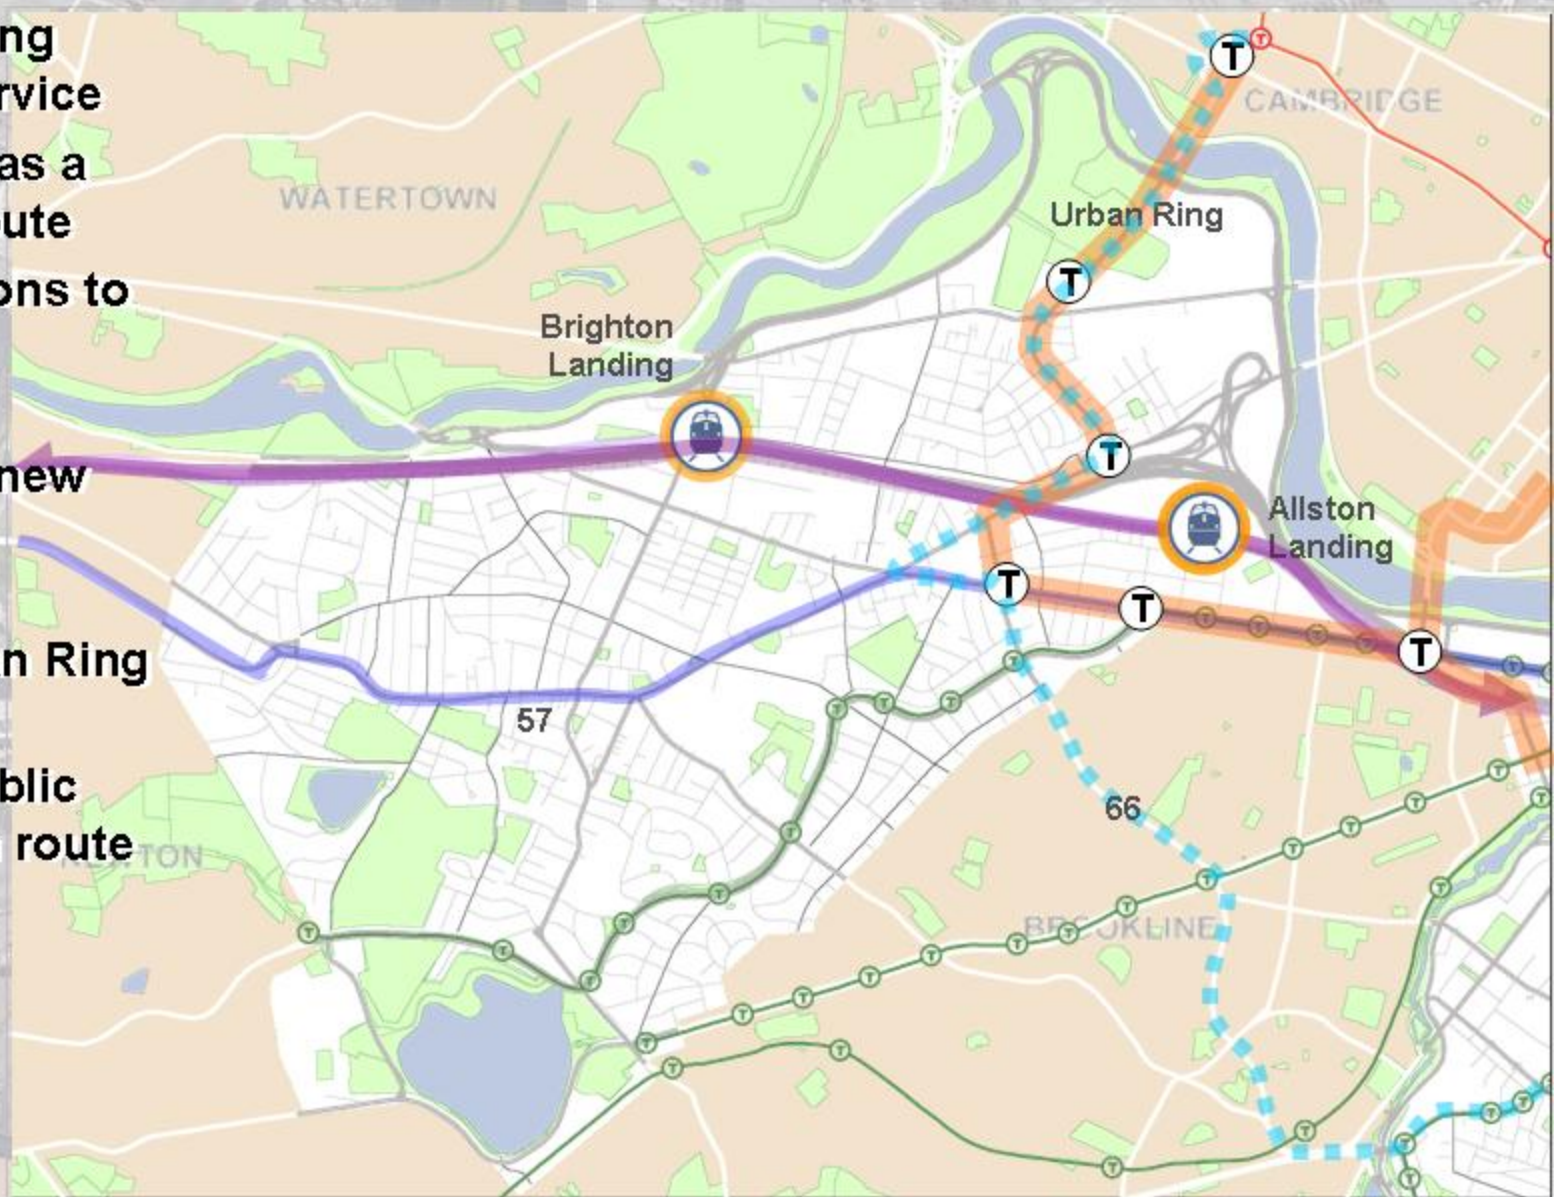 ng
rvice
as a
ute
ons to
new
n Ring
blic
route
CAMBRIDGE
WATERTOWN
Urban Ring
Brighton
Landing
Allston
Landing
57
66
NEWTON
BROOKLINE
T
T
T
T
T
T